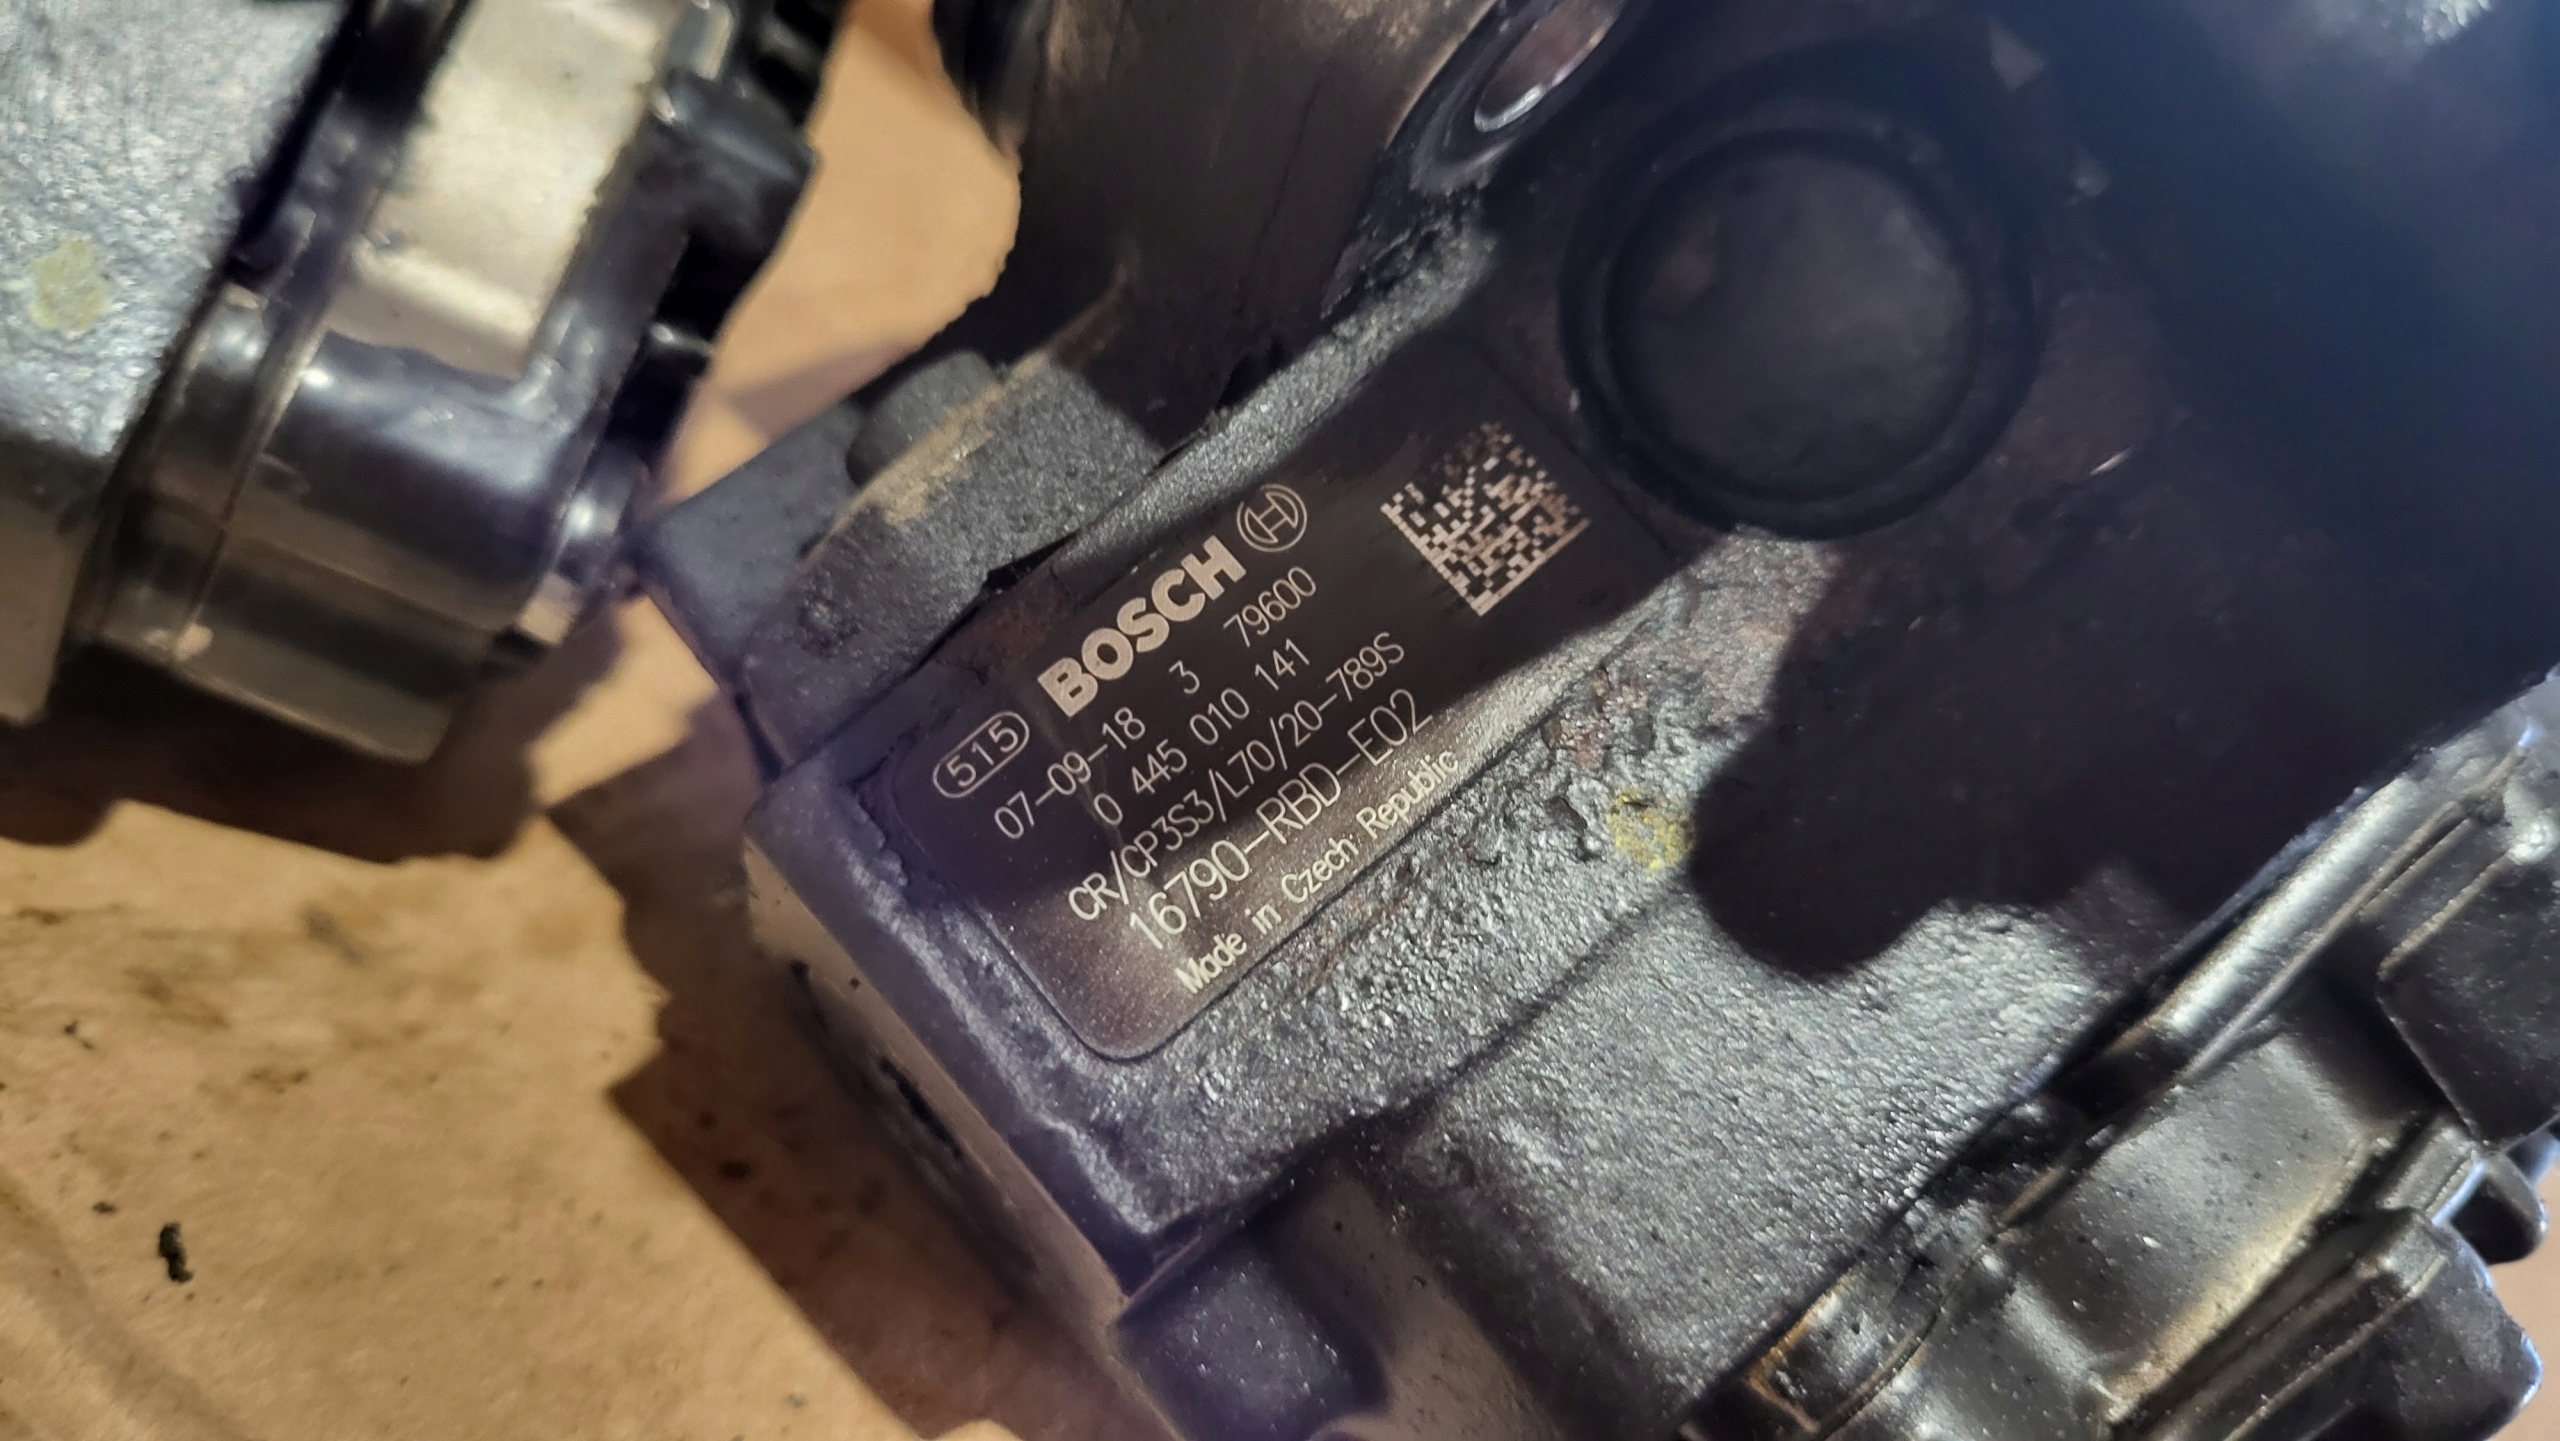 515 BOSCH
07-09-18 3 79600
0 445 010 141
CR/CP3S3/L70/20-789S
16790-RBD-E02
Made in Czech Republic